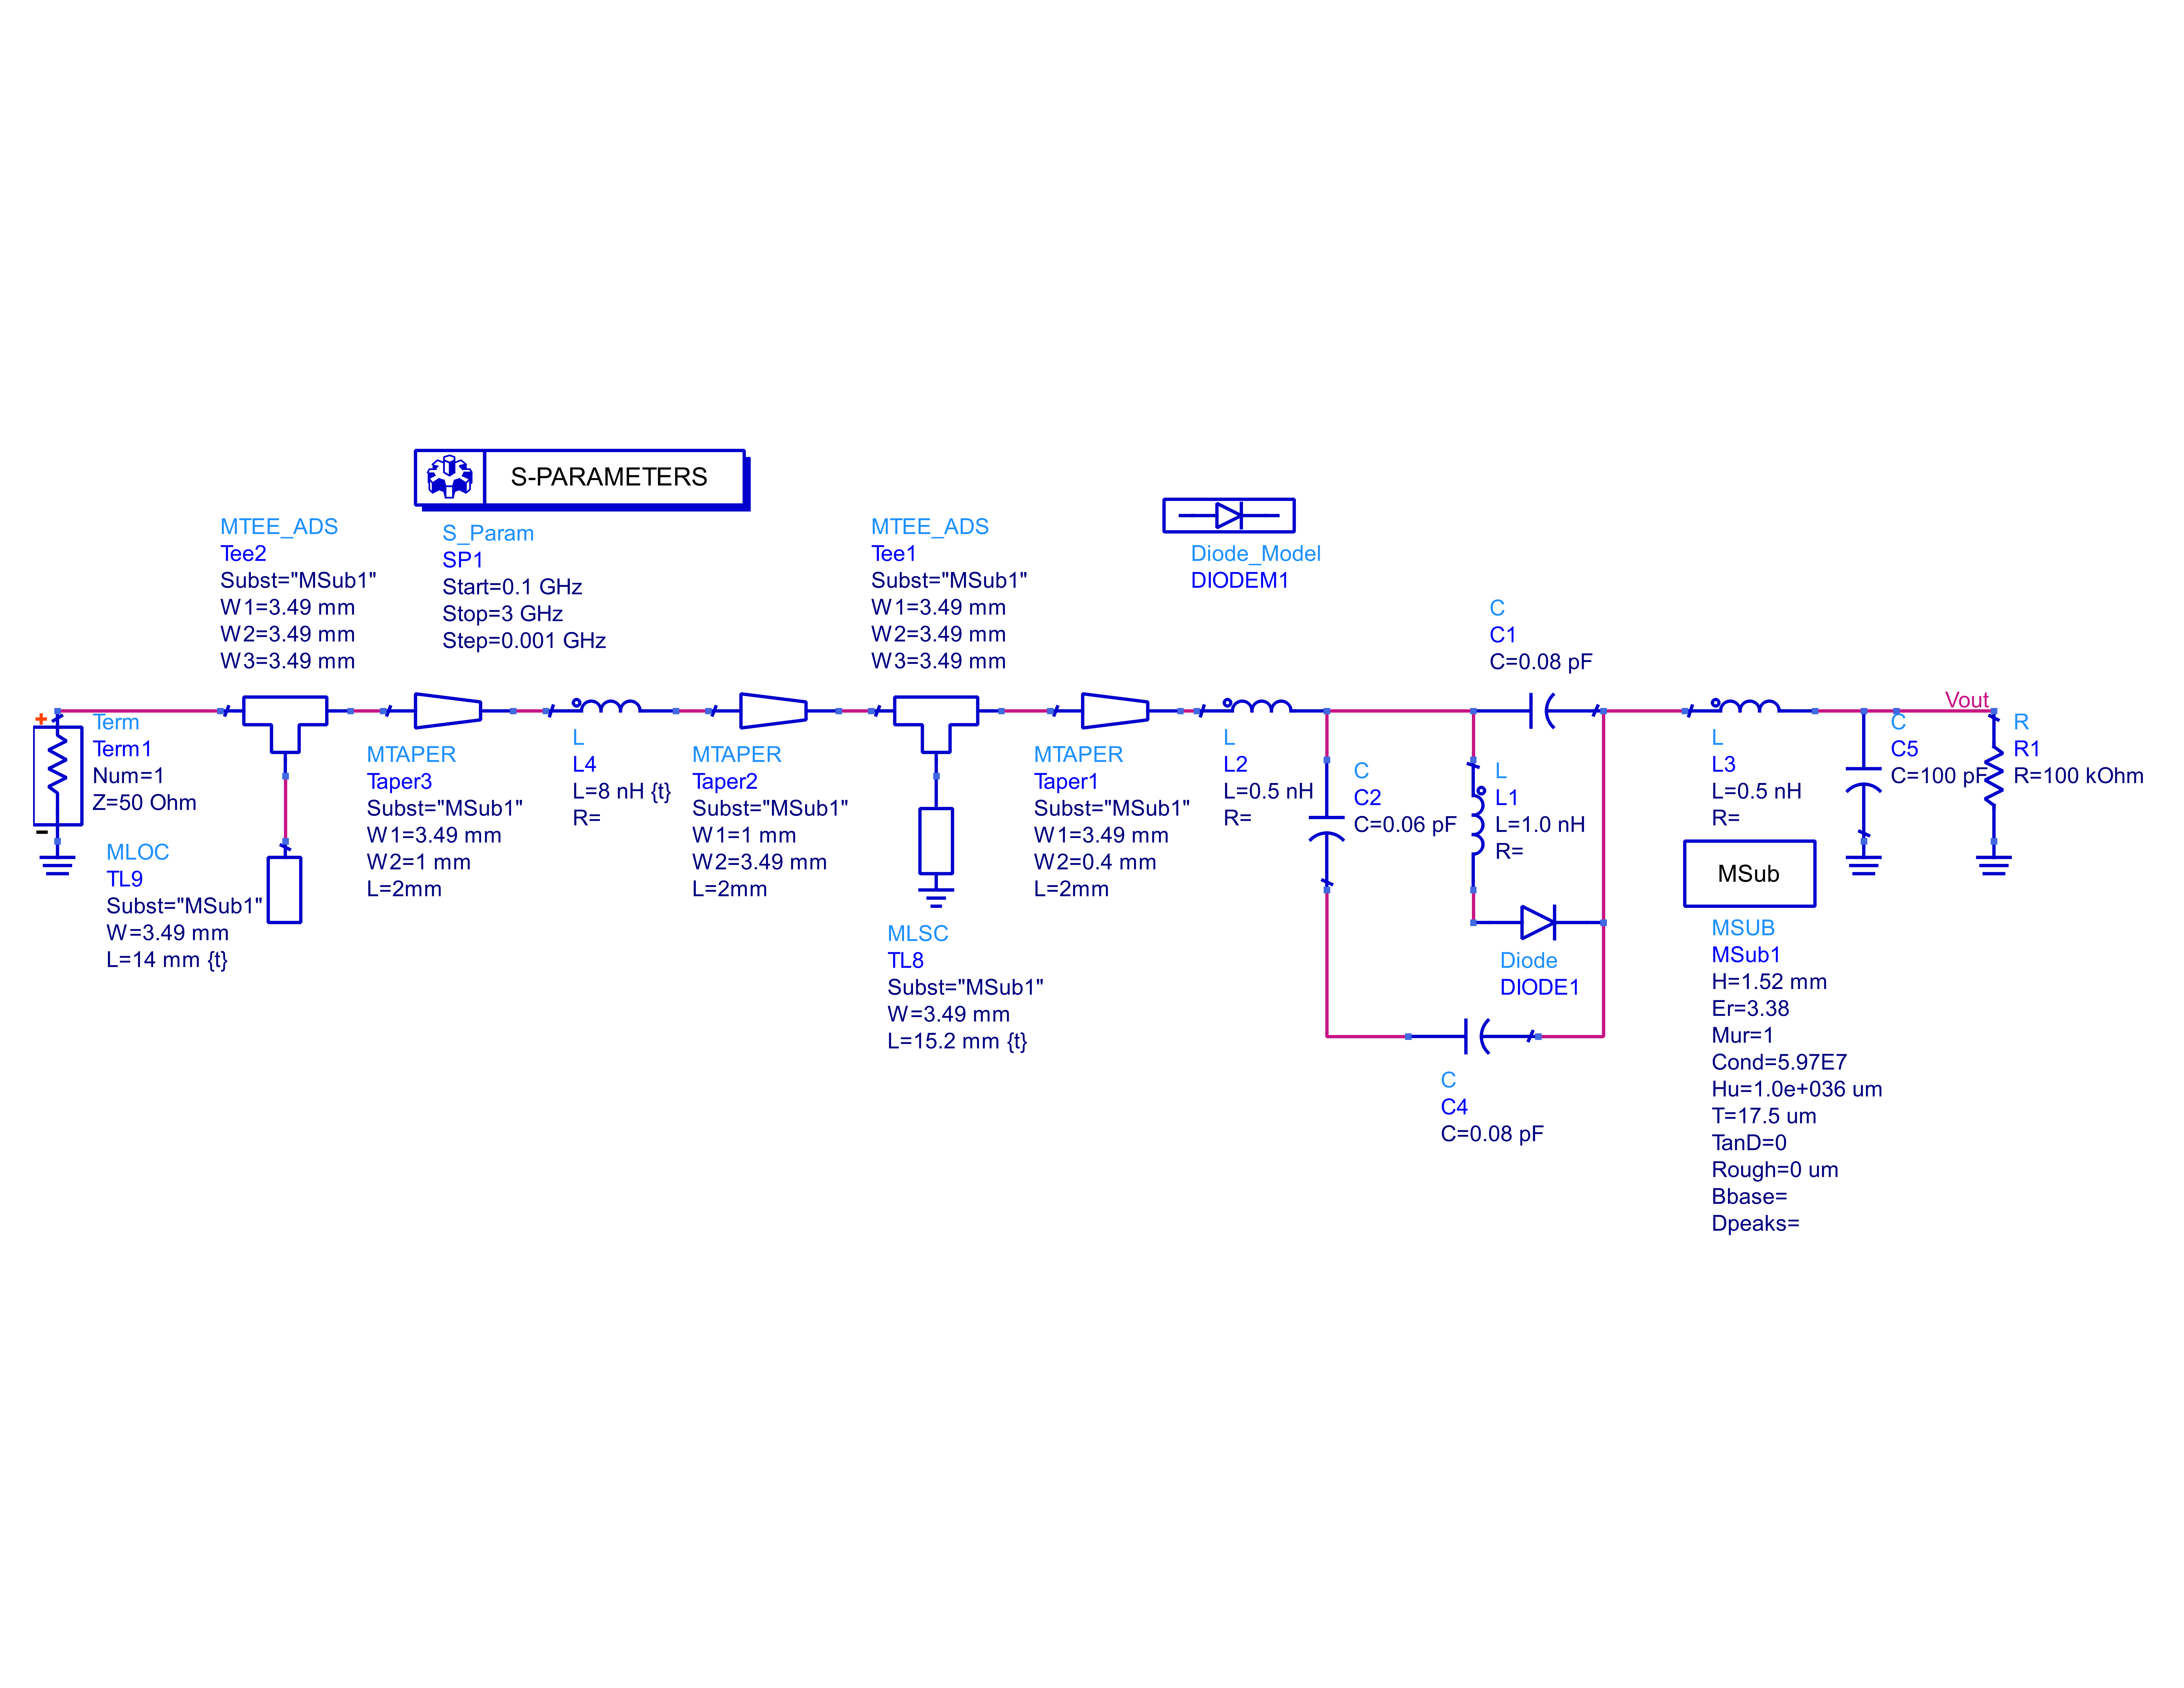 S-PARAMETERS
S_Param
SP1
Start=0.1 GHz
Stop=3 GHz
Step=0.001 GHz
MTEE_ADS
Tee2
Subst="MSub1"
W1=3.49 mm
W2=3.49 mm
W3=3.49 mm
MTEE_ADS
Tee1
Subst="MSub1"
W1=3.49 mm
W2=3.49 mm
W3=3.49 mm
Diode_Model
DIODEM1
C
C1
C=0.08 pF
+
Term
Term1
Num=1
Z=50 Ohm
-
MLOC
TL9
Subst="MSub1"
W=3.49 mm
L=14 mm {t}
MTAPER
Taper3
Subst="MSub1"
W1=3.49 mm
W2=1 mm
L=2mm
L
L4
L=8 nH {t}
R=
MTAPER
Taper2
Subst="MSub1"
W1=1 mm
W2=3.49 mm
L=2mm
MLSC
TL8
Subst="MSub1"
W=3.49 mm
L=15.2 mm {t}
MTAPER
Taper1
Subst="MSub1"
W1=3.49 mm
W2=0.4 mm
L=2mm
L
L2
L=0.5 nH
R=
C
C2
C=0.06 pF
L
L1
L=1.0 nH
R=
Diode
DIODE1
C
C4
C=0.08 pF
L
L3
L=0.5 nH
R=
Vout
C
C5
C=100 pF
R
R1
R=100 kOhm
MSub
MSUB
MSub1
H=1.52 mm
Er=3.38
Mur=1
Cond=5.97E7
Hu=1.0e+036 um
T=17.5 um
TanD=0
Rough=0 um
Bbase=
Dpeaks=